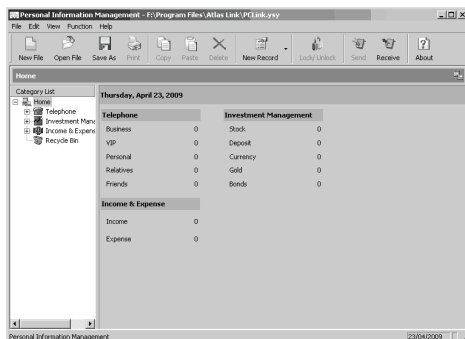 Personal Information Management - F:\Program Files\Atlas Link\PCLink.ysy
File Edit View Function Help
New File Open File Save As Print Copy Paste Delete New Record Lock/ Unlock Send Receive About
Home
Category List
Home
Telephone
Investment Mana
Income & Expens
Recycle Bin
Thursday, April 23, 2009
Telephone Investment Management
Business 0 Stock 0
VIP 0 Deposit 0
Personal 0 Currency 0
Relatives 0 Gold 0
Friends 0 Bonds 0
Income & Expense
Income 0
Expense 0
Personal Information Management 23/04/2009